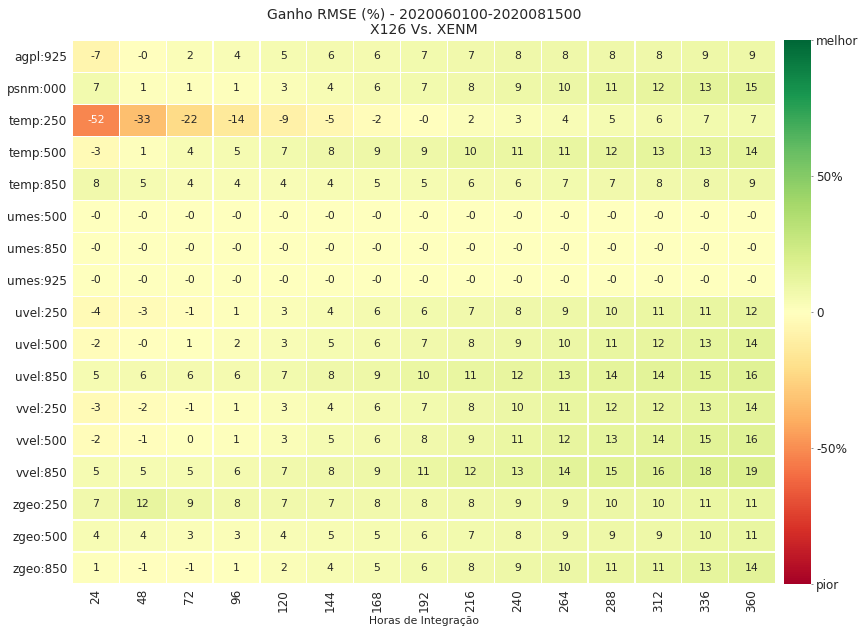 Ganho RMSE (%) - 2020060100-2020081500
X126 Vs. XENM
agpl:925 -7 -0 2 4 5 6 6 7 7 8 8 8 8 9 9
psnm:000 7 1 1 1 3 4 6 7 8 9 10 11 12 13 15
temp:250 -52 -33 -22 -14 -9 -5 -2 -0 2 3 4 5 6 7 7
temp:500 -3 1 4 5 7 8 9 9 10 11 11 12 13 13 14
temp:850 8 5 4 4 4 4 5 5 6 6 7 7 8 8 9
umes:500 -0 -0 -0 -0 -0 -0 -0 -0 -0 -0 -0 -0 -0 -0 -0
umes:850 -0 -0 -0 -0 -0 -0 -0 -0 -0 -0 -0 -0 -0 -0 -0
umes:925 -0 -0 -0 -0 -0 -0 -0 -0 -0 -0 -0 -0 -0 -0 -0
uvel:250 -4 -3 -1 1 3 4 6 6 7 8 9 10 11 11 12
uvel:500 -2 -0 1 2 3 5 6 7 8 9 10 11 12 13 14
uvel:850 5 6 6 6 7 8 9 10 11 12 13 14 14 15 16
vvel:250 -3 -2 -1 1 3 4 6 7 8 10 11 12 12 13 14
vvel:500 -2 -1 0 1 3 5 6 8 9 11 12 13 14 15 16
vvel:850 5 5 5 6 7 8 9 11 12 13 14 15 16 18 19
zgeo:250 7 12 9 8 7 7 8 8 8 9 9 10 10 11 11
zgeo:500 4 4 3 3 4 5 5 6 7 8 9 9 9 10 11
zgeo:850 1 -1 -1 1 2 4 5 6 8 9 10 11 11 13 14
24 48 72 96 120 144 168 192 216 240 264 288 312 336 360
Horas de Integração
melhor
50%
0
-50%
pior